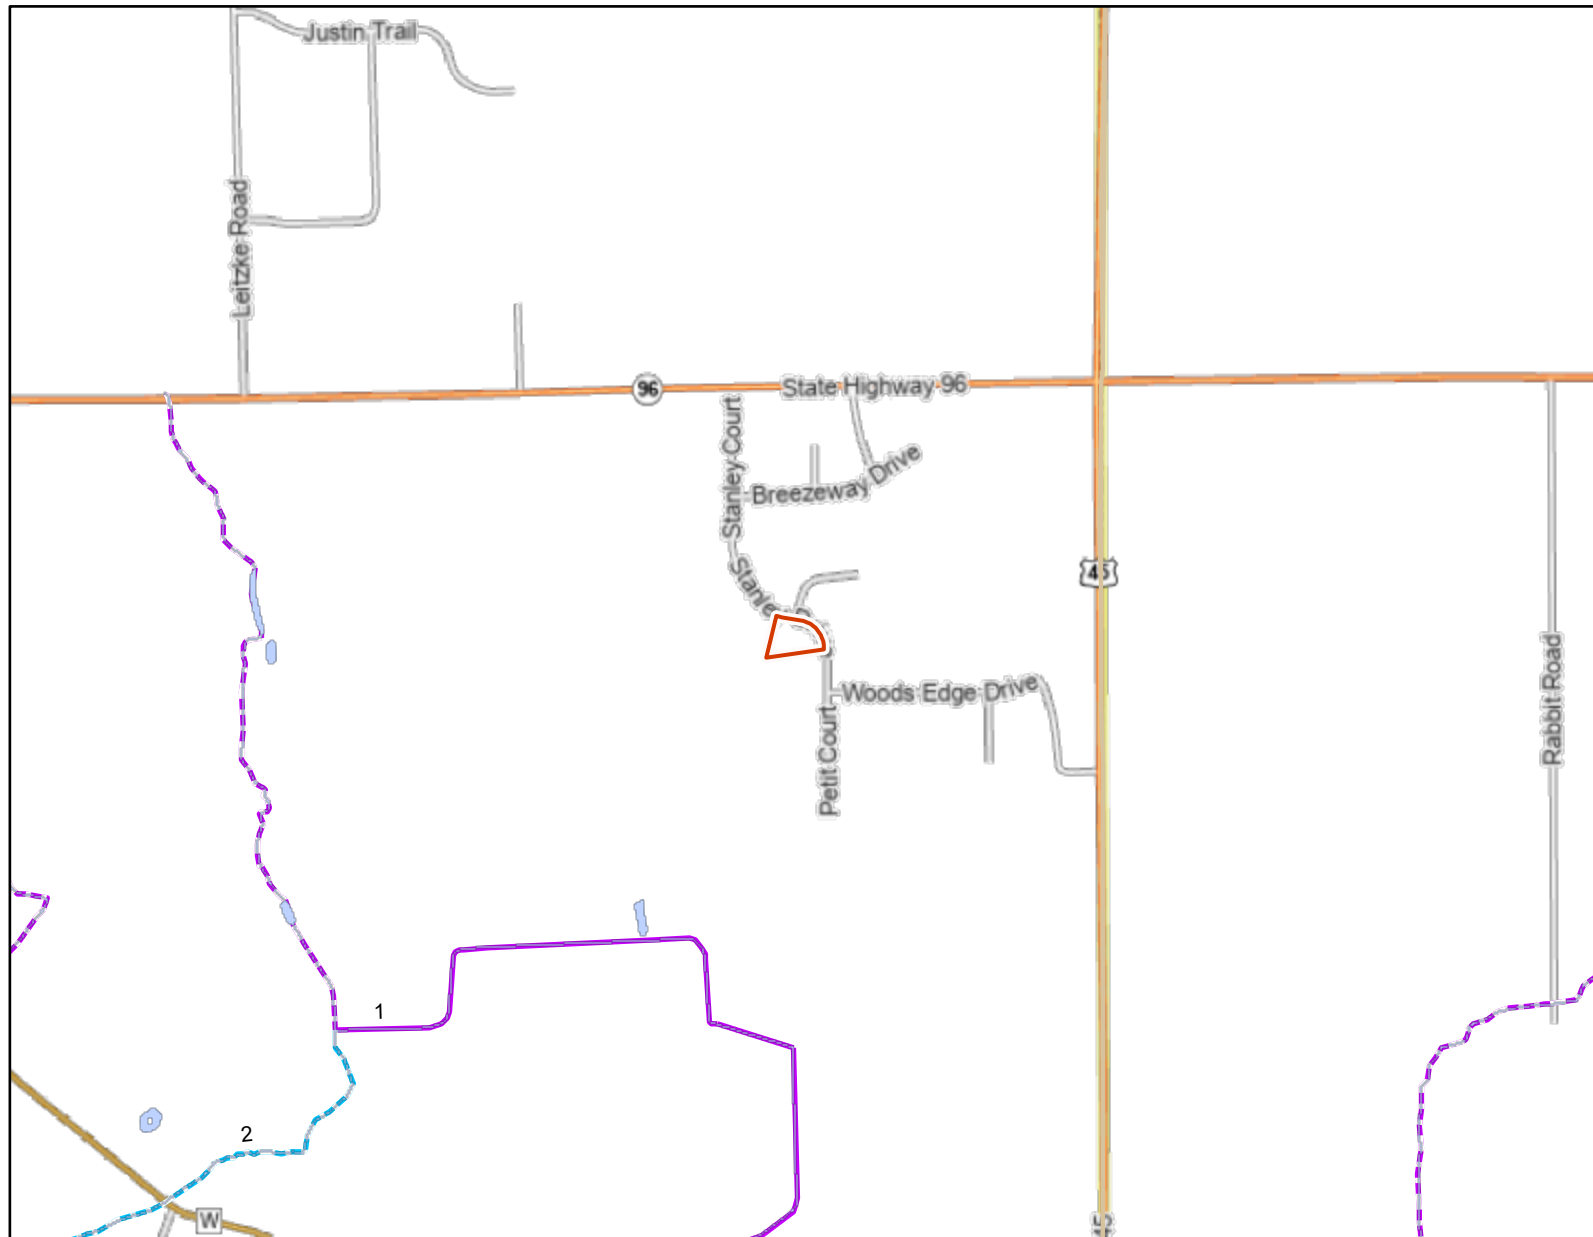 Justin Trail
Leitzke Road
96
State Highway 96
Stanley Court
Breezeway Drive
45
Woods Edge Drive
Petit Court
Rabbit Road
1
2
W
45